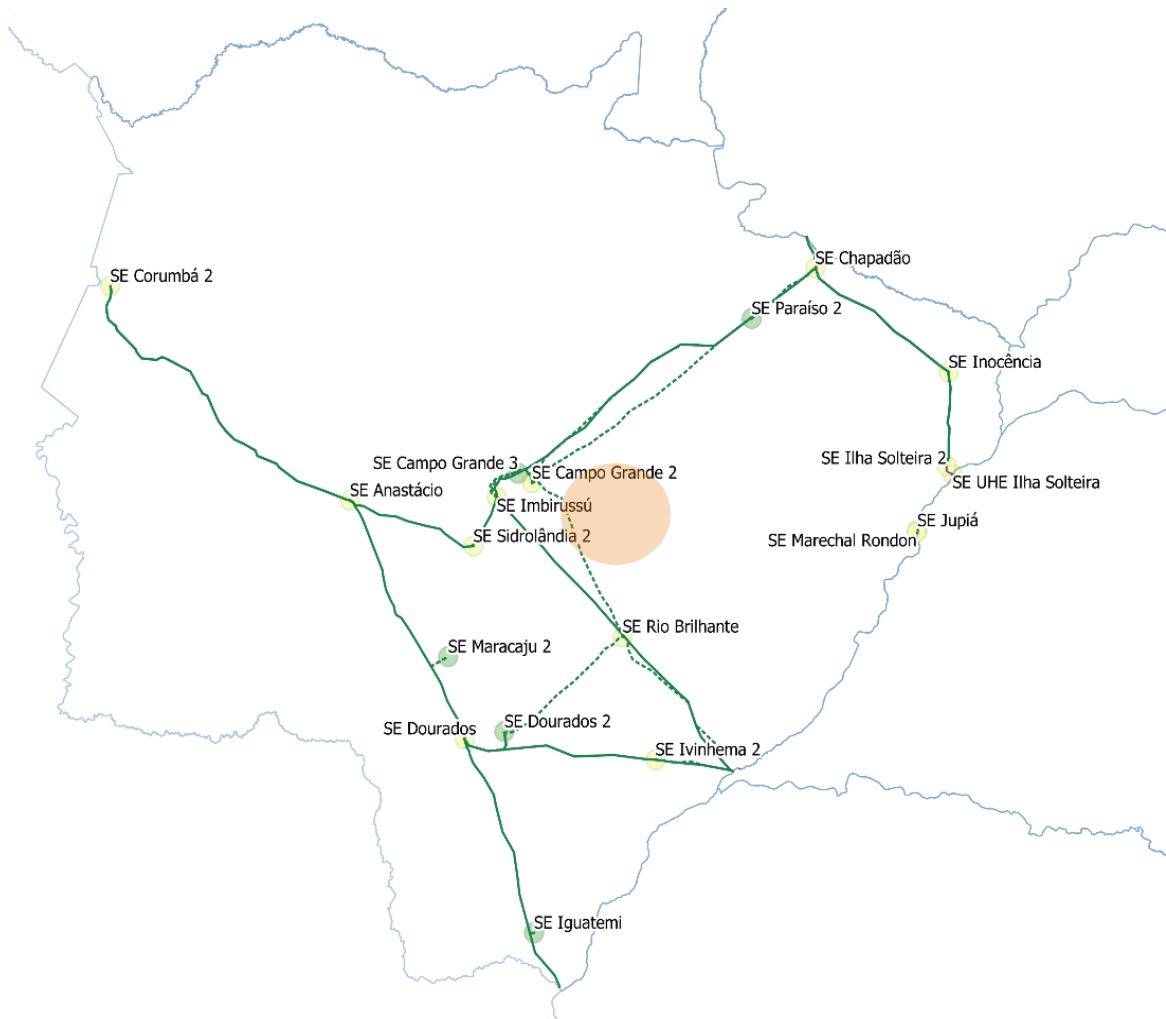 SE Chapadão
SE Corumbá 2
SE Paraíso 2
SE Inocência
SE Campo Grande 3
SE Campo Grande 2
SE Ilha Solteira 2
SE UHE Ilha Solteira
SE Anastácio
SE Imbirussú
SE Jupiá
SE Sidrolândia 2
SE Marechal Rondon
SE Rio Brilhante
SE Maracaju 2
SE Dourados
SE Dourados 2
SE Ivinhema 2
SE Iguatemi